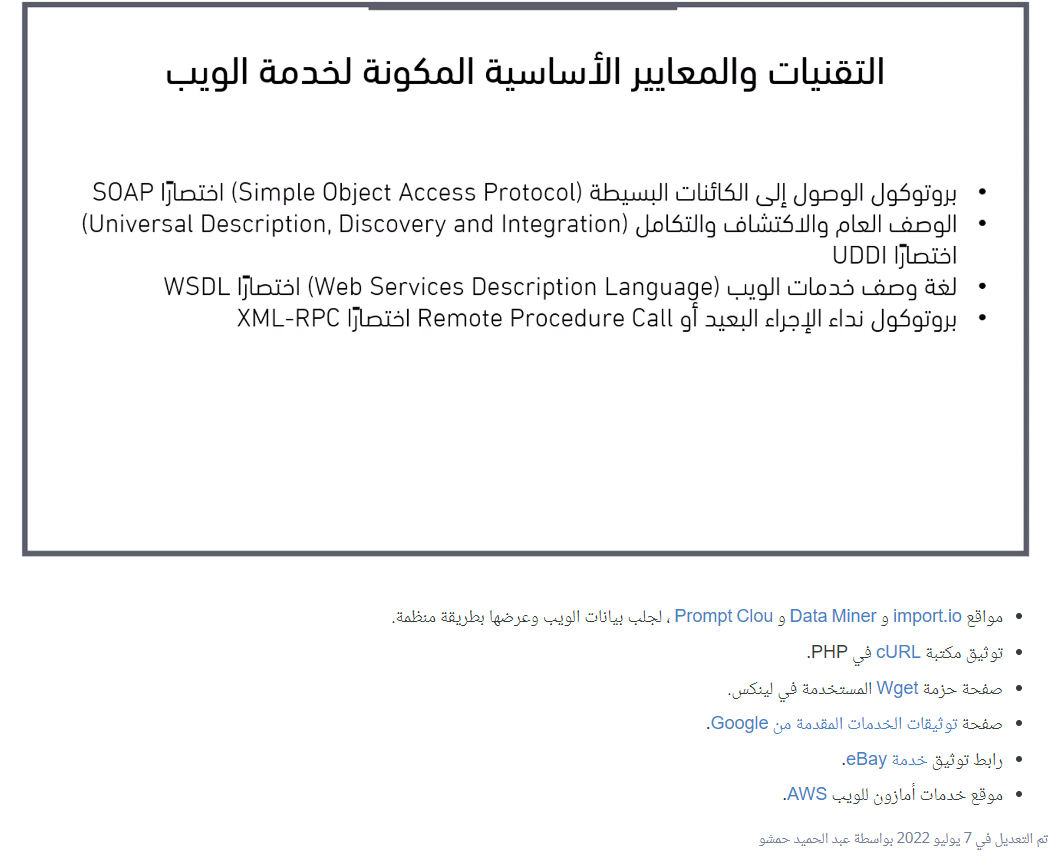 التقنيات والمعايير الأساسية المكونة لخدمة الويب
• بروتوكول الوصول إلى الكائنات البسيطة (Simple Object Access Protocol) اختصارًا SOAP
• الوصف العام والاكتشاف والتكامل (Universal Description, Discovery and Integration)
اختصارًا UDDI
• لغة وصف خدمات الويب (Web Services Description Language) اختصارًا WSDL
• بروتوكول نداء الإجراء البعيد أو Remote Procedure Call اختصارًا XML-RPC
• مواقع import.io و Data Miner و Prompt Clou ، لجلب بيانات الويب وعرضها بطريقة منظمة.
• توثيق مكتبة cURL في PHP.
• صفحة حزمة Wget المستخدمة في لينكس.
• صفحة توثيقات الخدمات المقدمة من Google.
• رابط توثيق خدمة eBay.
• موقع خدمات أمازون للويب AWS.
تم التعديل في 7 يوليو 2022 بواسطة عبد الحميد حمشو